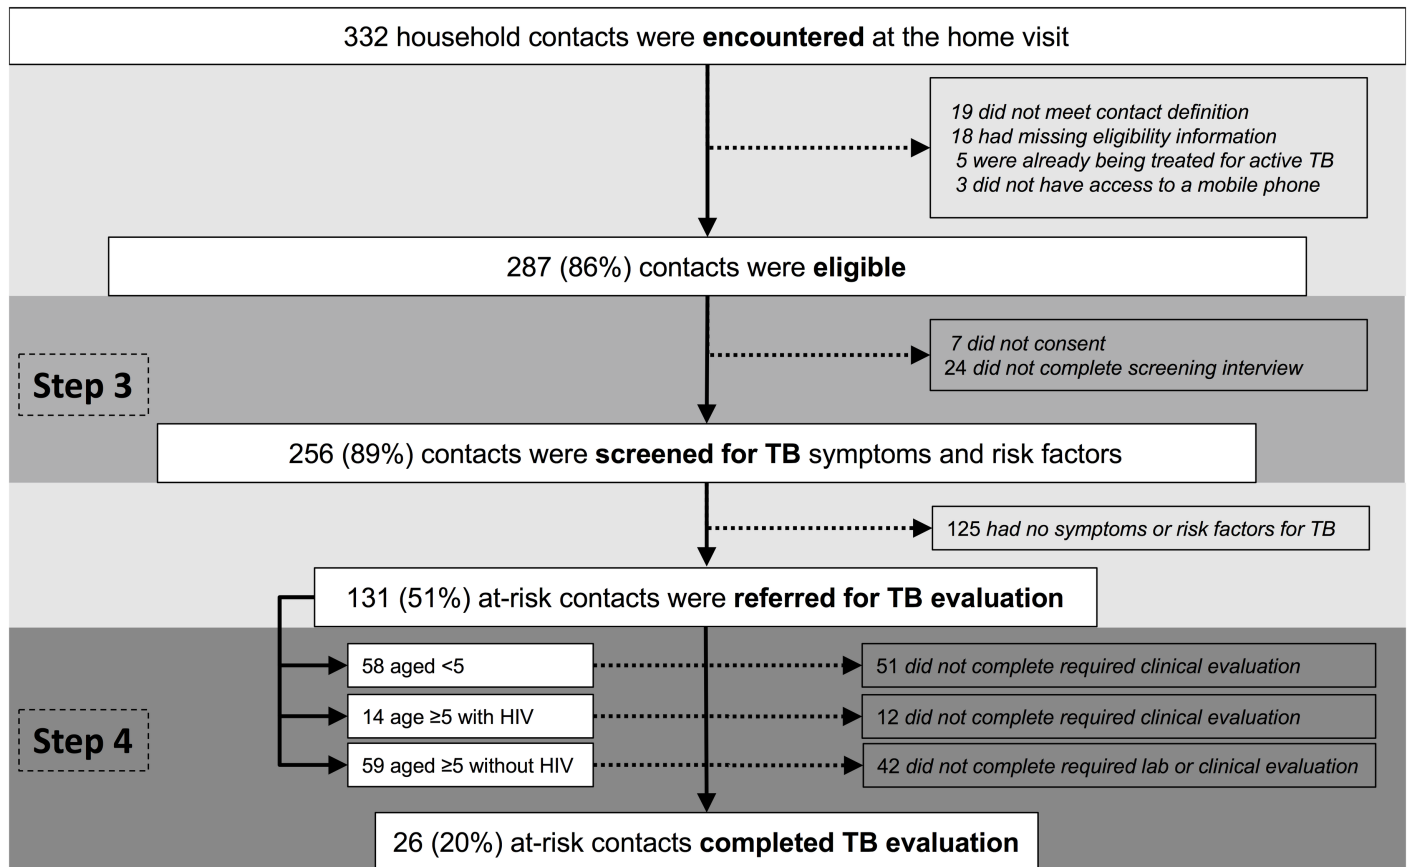 332 household contacts were encountered at the home visit
19 did not meet contact definition
18 had missing eligibility information
5 were already being treated for active TB
3 did not have access to a mobile phone
287 (86%) contacts were eligible
7 did not consent
24 did not complete screening interview
Step 3
256 (89%) contacts were screened for TB symptoms and risk factors
125 had no symptoms or risk factors for TB
131 (51%) at-risk contacts were referred for TB evaluation
58 aged <5
51 did not complete required clinical evaluation
14 age ≥5 with HIV
12 did not complete required clinical evaluation
Step 4
59 aged ≥5 without HIV
42 did not complete required lab or clinical evaluation
26 (20%) at-risk contacts completed TB evaluation